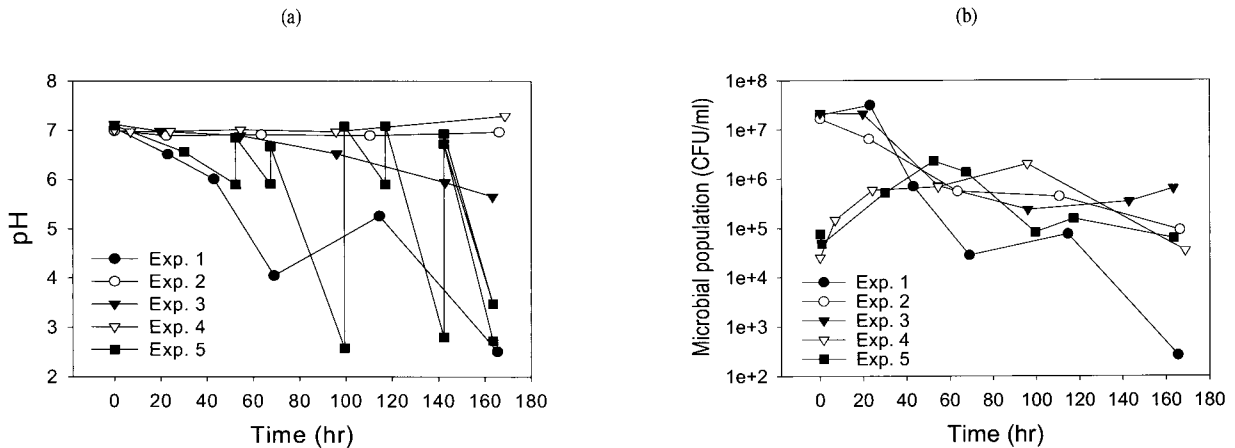 (a)
8
7
6
5
4
3
2
pH
Exp. 1
Exp. 2
Exp. 3
Exp. 4
Exp. 5
0 20 40 60 80 100 120 140 160 180
Time (hr)
(b)
1e+8
1e+7
1e+6
1e+5
1e+4
1e+3
1e+2
Microbial population (CFU/ml)
Exp. 1
Exp. 2
Exp. 3
Exp. 4
Exp. 5
0 20 40 60 80 100 120 140 160 180
Time (hr)